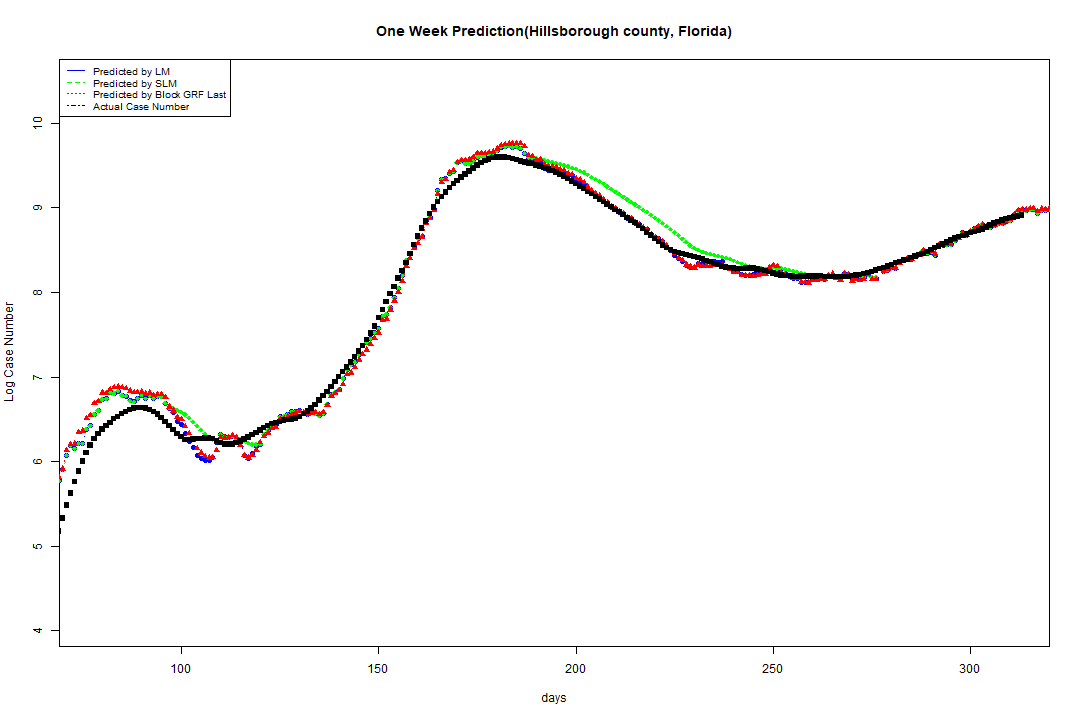 One Week Prediction(Hillsborough county, Florida)
Predicted by LM
Predicted by SLM
Predicted by Block GRF Last
Actual Case Number
10
9
8
7
6
5
4
Log Case Number
100 150 200 250 300
days